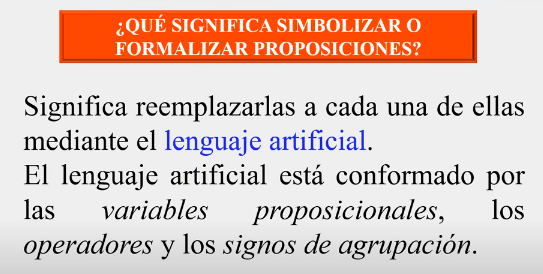 ¿QUÉ SIGNIFICA SIMBOLIZAR O
FORMALIZAR PROPOSICIONES?
Significa reemplazarlas a cada una de ellas
mediante el lenguaje artificial.
El lenguaje artificial está conformado por
las variables proposicionales, los
operadores y los signos de agrupación.